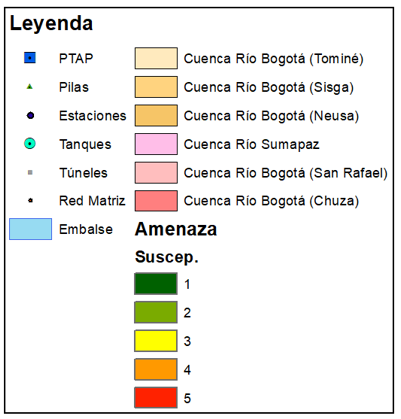 Leyenda
PTAP
Pilas
Estaciones
Tanques
Túneles
Red Matriz
Embalse
Cuenca Río Bogotá (Tominé)
Cuenca Río Bogotá (Sisga)
Cuenca Río Bogotá (Neusa)
Cuenca Río Sumapaz
Cuenca Río Bogotá (San Rafael)
Cuenca Río Bogotá (Chuza)
Amenaza
Suscep.
1
2
3
4
5